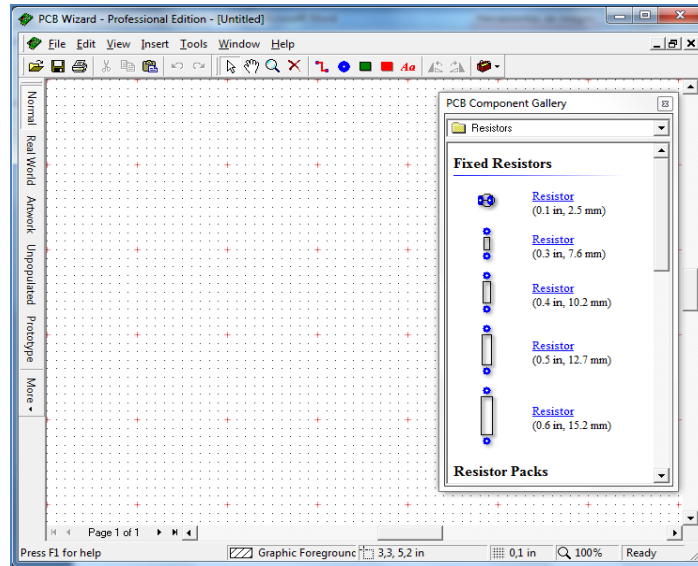 PCB Wizard - Professional Edition - [Untitled]
File Edit View Insert Tools Window Help
Aa
Normal
Real World
Artwork
Unpopulated
Prototype
More
PCB Component Gallery
Resistors
Fixed Resistors
Resistor
(0.1 in, 2.5 mm)
Resistor
(0.3 in, 7.6 mm)
Resistor
(0.4 in, 10.2 mm)
Resistor
(0.5 in, 12.7 mm)
Resistor
(0.6 in, 15.2 mm)
Resistor Packs
Page 1 of 1
Press F1 for help Graphic Foreground 3,3, 5,2 in 0,1 in 100% Ready